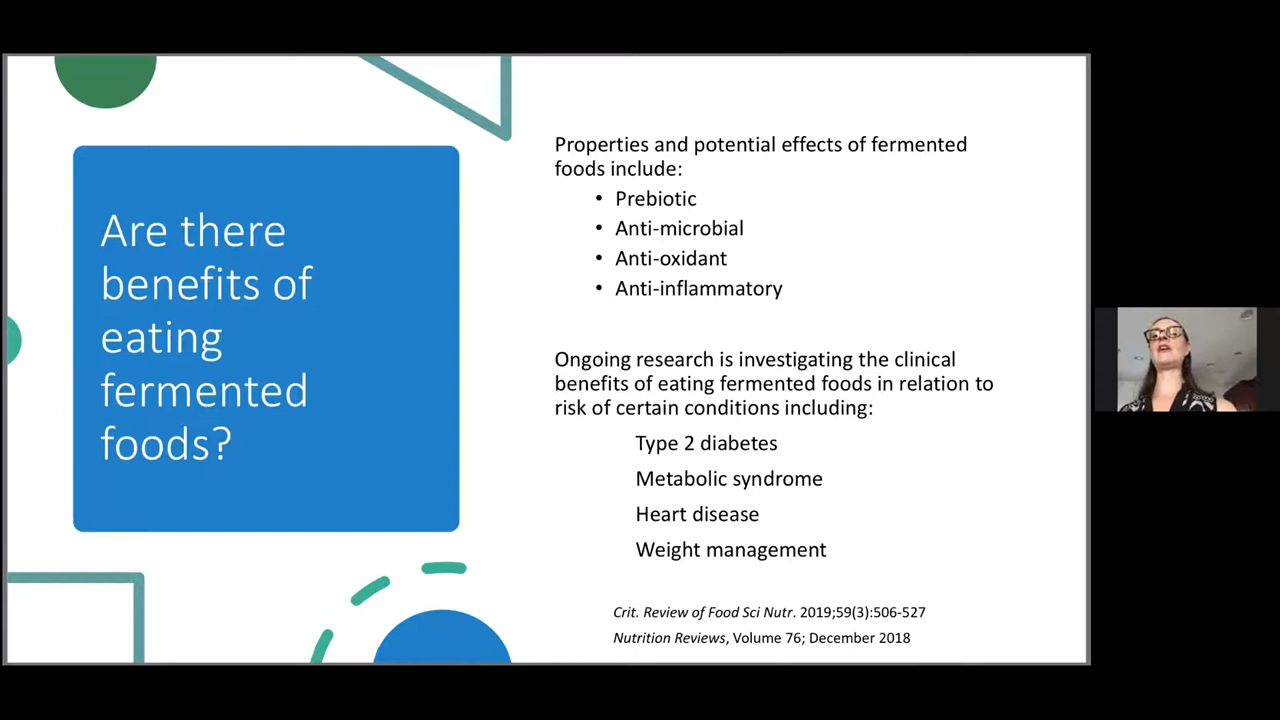 Are there
benefits of
eating
fermented
foods?
Properties and potential effects of fermented
foods include:
• Prebiotic
• Anti-microbial
• Anti-oxidant
• Anti-inflammatory
Ongoing research is investigating the clinical
benefits of eating fermented foods in relation to
risk of certain conditions including:
Type 2 diabetes
Metabolic syndrome
Heart disease
Weight management
Crit. Review of Food Sci Nutr. 2019;59(3):506-527
Nutrition Reviews, Volume 76; December 2018